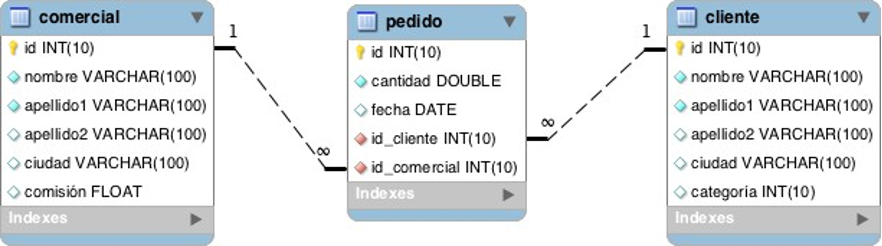 comercial
id INT(10)
nombre VARCHAR(100)
apellido1 VARCHAR(100)
apellido2 VARCHAR(100)
ciudad VARCHAR(100)
comisión FLOAT
Indexes
1
∞
pedido
id INT(10)
cantidad DOUBLE
fecha DATE
id_cliente INT(10)
id_comercial INT(10)
Indexes
∞
1
cliente
id INT(10)
nombre VARCHAR(100)
apellido1 VARCHAR(100)
apellido2 VARCHAR(100)
ciudad VARCHAR(100)
categoría INT(10)
Indexes